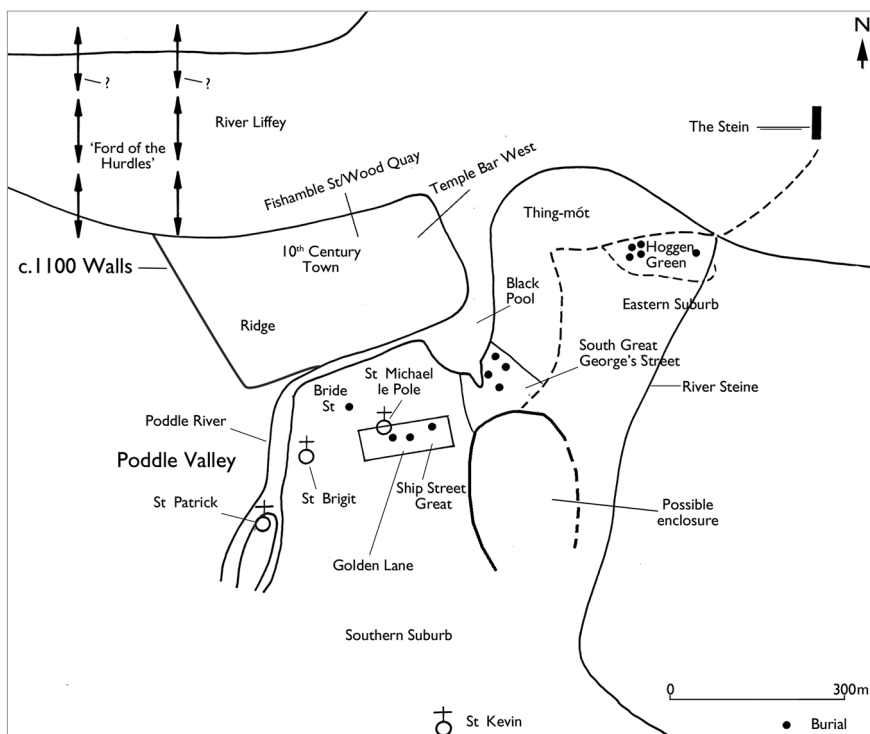 N
?
?
River Liffey
The Stein
'Ford of the
Hurdles'
Fishamble St/Wood Quay
Temple Bar West
Thing-mót
10th Century
Town
Hoggen
Green
c.1100 Walls
Black
Pool
Eastern Suburb
Ridge
South Great
George's Street
St Michael
le Pole
Bride
St
River Steine
Poddle River
Poddle Valley
St Brigit
Ship Street
Great
St Patrick
Possible
enclosure
Golden Lane
Southern Suburb
0
300m
St Kevin
Burial